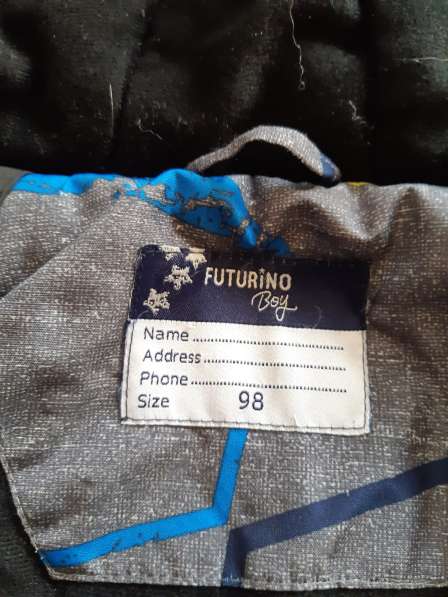 FUTURiNO
Boy
Name....................................
Address...............................
Phone..................................
Size 98